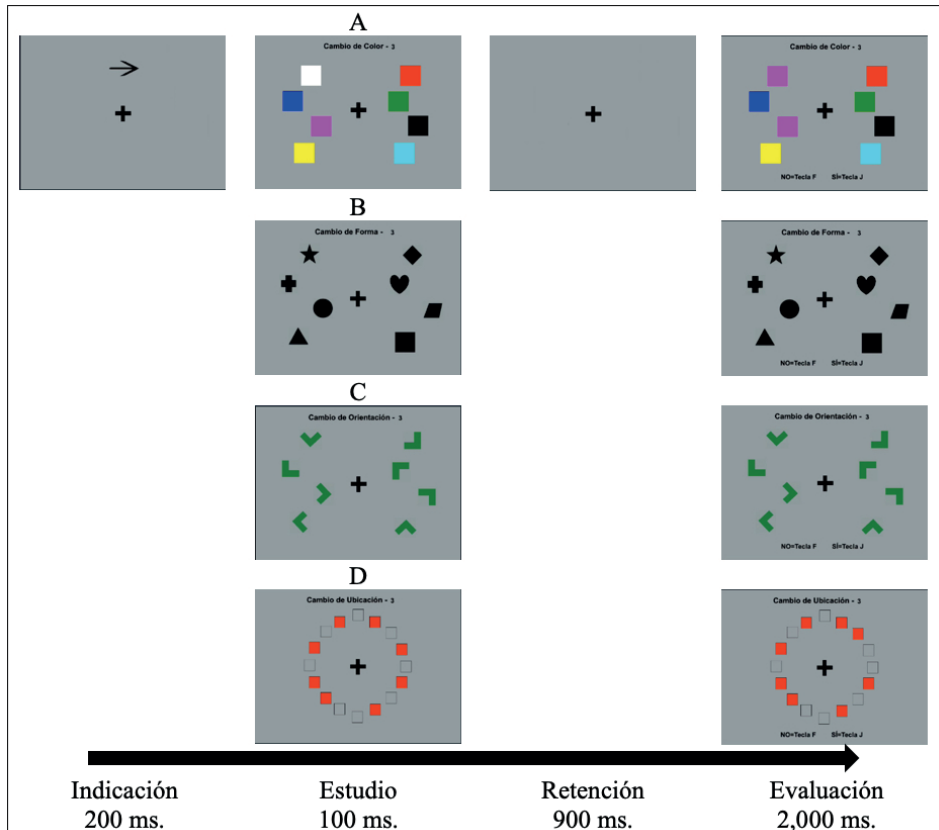 A
Cambio de Color - 3
Cambio de Color - 3
NO=Tecla F SÍ=Tecla J
B
Cambio de Forma - 3
Cambio de Forma - 3
NO=Tecla F SÍ=Tecla J
C
Cambio de Orientación - 3
Cambio de Orientación - 3
NO=Tecla F SÍ=Tecla J
D
Cambio de Ubicación - 3
Cambio de Ubicación - 3
NO=Tecla F SÍ=Tecla J
Indicación Estudio Retención Evaluación
200 ms. 100 ms. 900 ms. 2,000 ms.